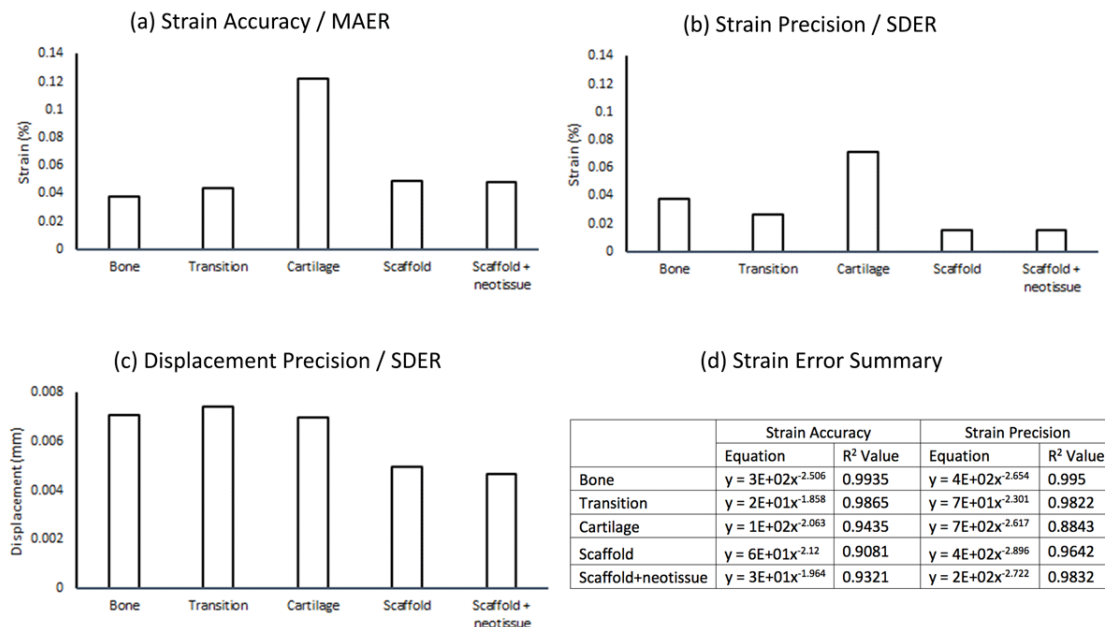 (a) Strain Accuracy / MAER
Strain (%)
0.14
0.12
0.1
0.08
0.06
0.04
0.02
0
Bone Transition Cartilage Scaffold Scaffold +
neotissue
(b) Strain Precision / SDER
Strain (%)
0.14
0.12
0.1
0.08
0.06
0.04
0.02
0
Bone Transition Cartilage Scaffold Scaffold +
neotissue
(c) Displacement Precision / SDER
Displacement (mm)
0.008
0.006
0.004
0.002
0
Bone Transition Cartilage Scaffold Scaffold +
neotissue
(d) Strain Error Summary
Strain Accuracy Strain Precision
Equation R² Value Equation R² Value
Bone y = 3E+02x^-2.506 0.9935 y = 4E+02x^-2.654 0.995
Transition y = 2E+01x^-1.858 0.9865 y = 7E+01x^-2.301 0.9822
Cartilage y = 1E+02x^-2.063 0.9435 y = 7E+02x^-2.617 0.8843
Scaffold y = 6E+01x^-2.12 0.9081 y = 4E+02x^-2.896 0.9642
Scaffold+neotissue y = 3E+01x^-1.964 0.9321 y = 2E+02x^-2.722 0.9832